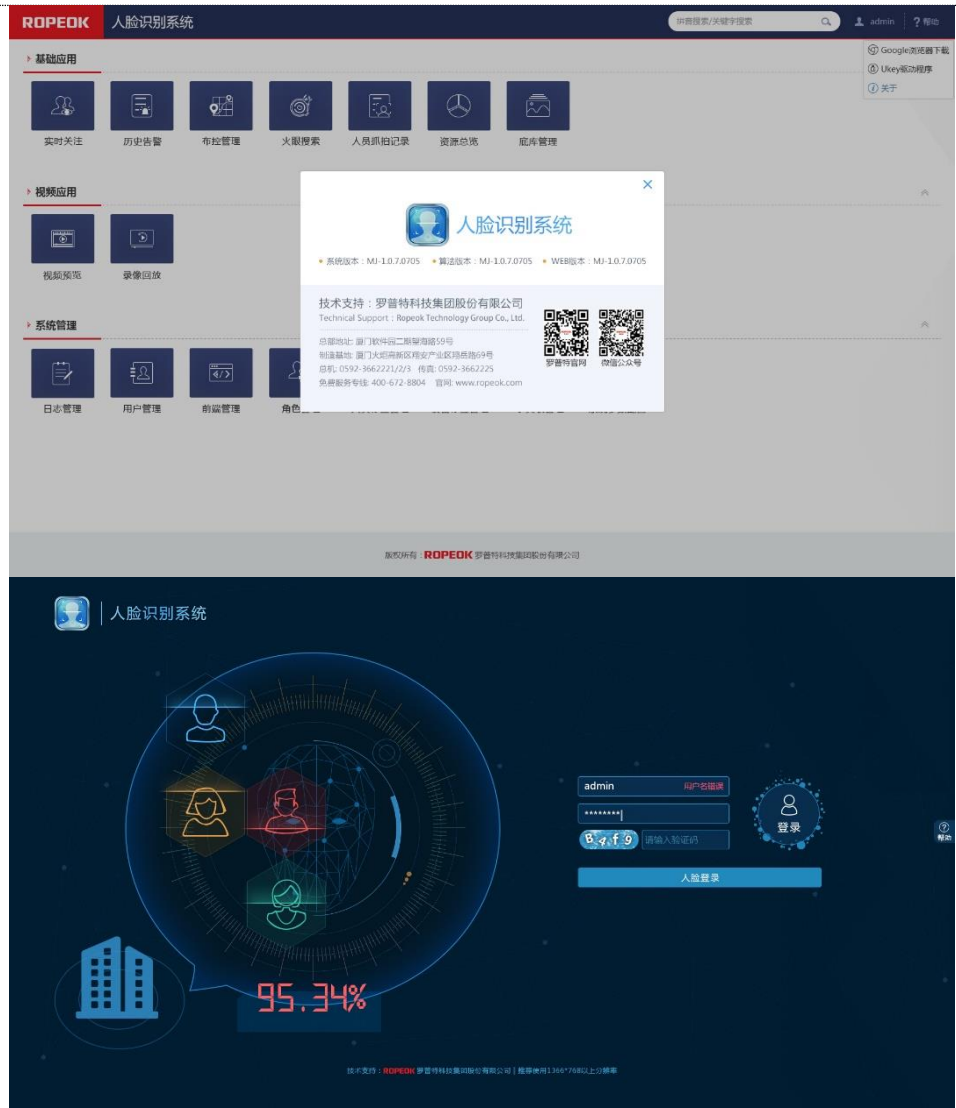 ROPEOK 人脸识别系统 拼音搜索/关键字搜索 admin ?帮助
Google浏览器下载
Ukey驱动程序
关于
基础应用
实时关注 历史告警 布控管理 火眼搜索 人员抓拍记录 资源总览 底库管理
视频应用
视频预览 录像回放
系统管理
日志管理 用户管理 前端管理 角色
人脸识别系统
系统版本：MJ-1.0.7.0705 算法版本：MJ-1.0.7.0705 WEB版本：MJ-1.0.7.0705
技术支持：罗普特科技集团股份有限公司
Technical Support：Ropeok Technology Group Co., Ltd.
总部地址: 厦门软件园二期望海路59号
制造基地: 厦门火炬高新区翔安产业区翔岳路69号
总机: 0592-3662221/2/3 传真: 0592-3662225
免费服务专线: 400-672-8804 官网: www.ropeok.com
罗普特官网 微信公众号
版权所有：ROPEOK 罗普特科技集团股份有限公司
人脸识别系统
admin 用户名错误
********
B4f9 请输入验证码
登录
人脸登录
帮助
95.34%
技术支持：ROPEOK 罗普特科技集团股份有限公司 | 推荐使用1366*768以上分辨率